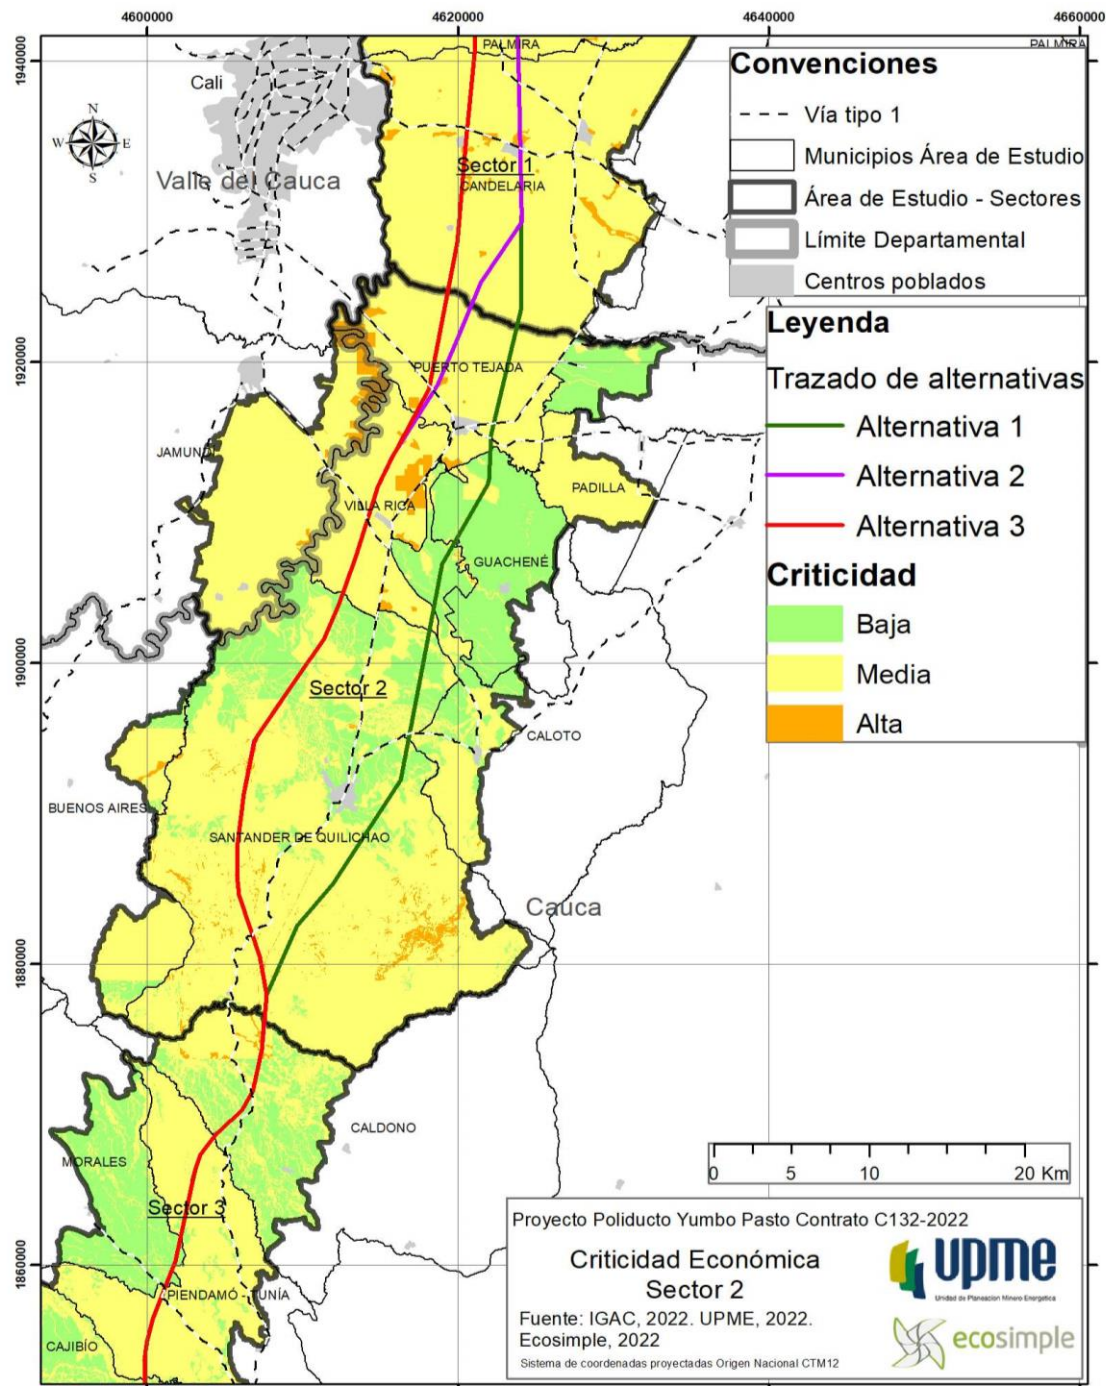 4600000
4620000
4640000
4660000
1940000
1920000
1900000
1880000
1860000
N
W
E
S
Cali
Valle del Cauca
PALMIRA
PALMIRA
Sector 1
CANDELARIA
PUERTO TEJADA
JAMUNDÍ
VILLA RICA
PADILLA
GUACHENÉ
Sector 2
CALOTO
BUENOS AIRES
SANTANDER DE QUILICHAO
Cauca
CALDONO
MORALES
Sector 3
PIENDAMÓ - TUNÍA
CAJIBÍO
Convenciones
Vía tipo 1
Municipios Área de Estudio
Área de Estudio - Sectores
Límite Departamental
Centros poblados
Leyenda
Trazado de alternativas
Alternativa 1
Alternativa 2
Alternativa 3
Criticidad
Baja
Media
Alta
0 5 10 20 Km
Proyecto Poliducto Yumbo Pasto Contrato C132-2022
Criticidad Económica
Sector 2
Fuente: IGAC, 2022. UPME, 2022.
Ecosimple, 2022
Sistema de coordenadas proyectadas Origen Nacional CTM12
upme
Unidad de Planeación Minero Energética
ecosimple